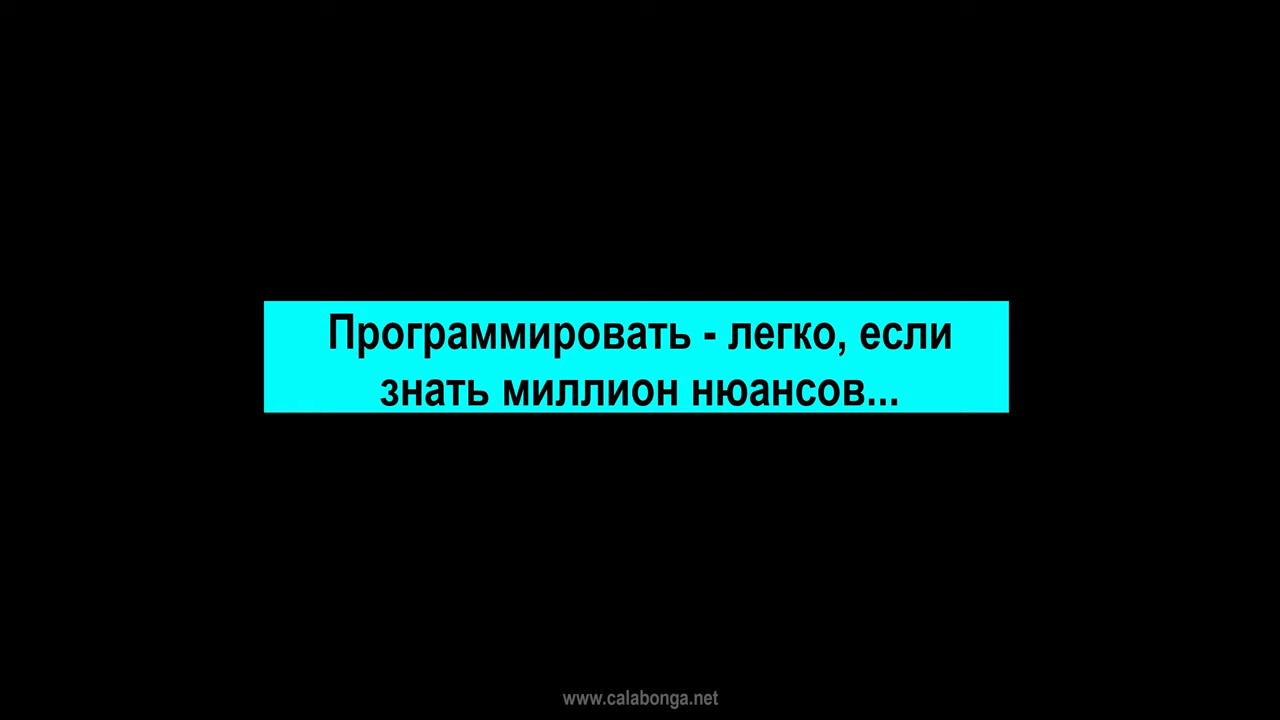 Программировать - легко, если
знать миллион нюансов...
www.calabonga.net